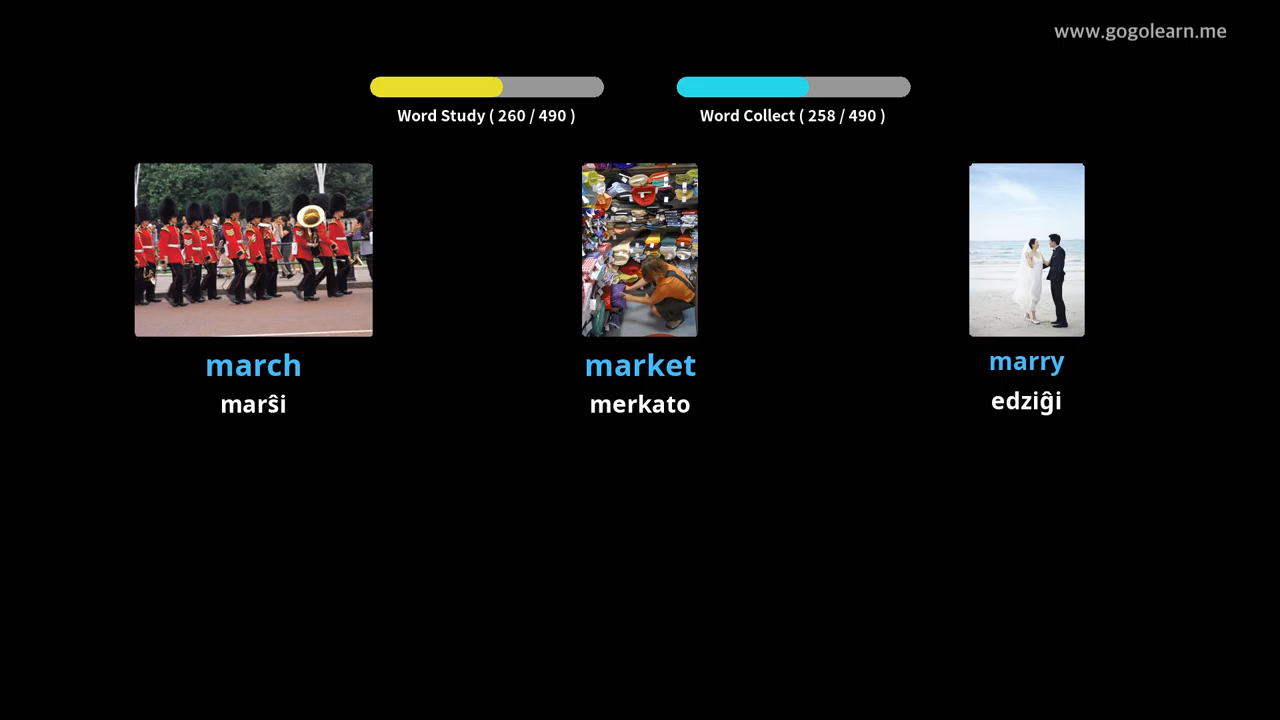 www.gogolearn.me
Word Study ( 260 / 490 )
Word Collect ( 258 / 490 )
march
market
marry
marŝi
merkato
edziĝi